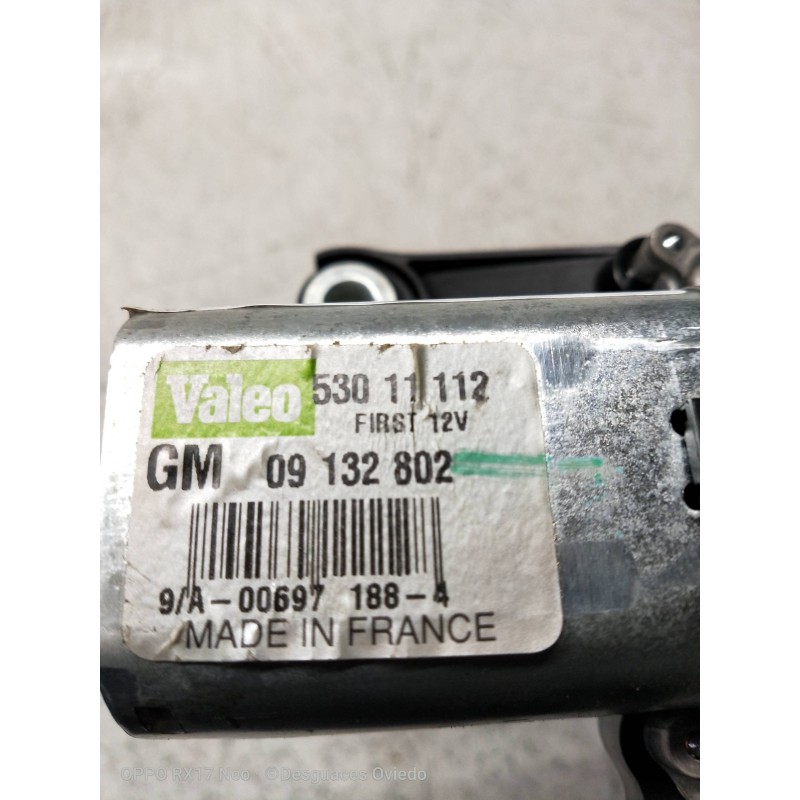 Valeo 530 11 112
FIRST 12V
GM 09 132 802
9/A-00697 188-4
MADE IN FRANCE
OPPO RX17 Neo ©Desguaces Oviedo